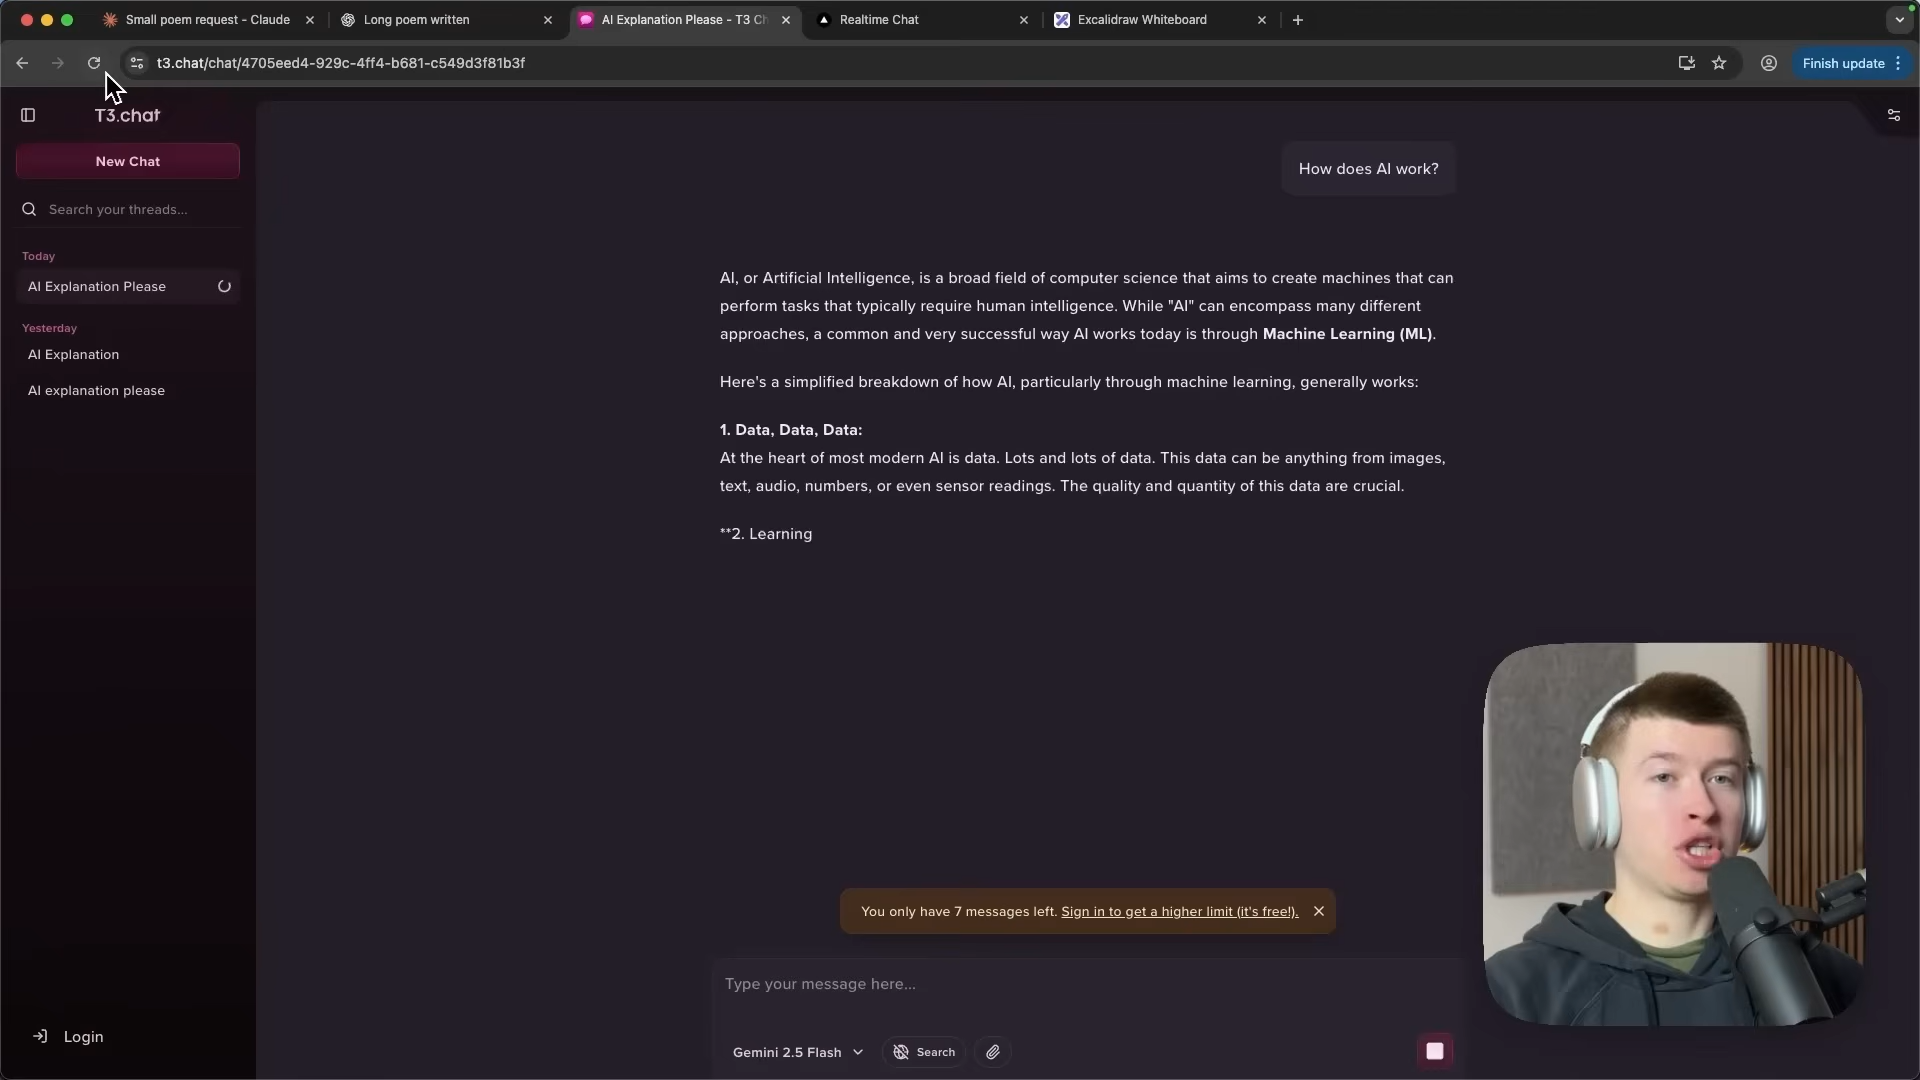 Small poem request - Claude
Long poem written
AI Explanation Please - T3 Ch
Realtime Chat
Excalidraw Whiteboard
t3.chat/chat/4705eed4-929c-4ff4-b681-c549d3f81b3f
Finish update
T3.chat
New Chat
Search your threads...
Today
AI Explanation Please
Yesterday
AI Explanation
AI explanation please
Login
How does AI work?
AI, or Artificial Intelligence, is a broad field of computer science that aims to create machines that can
perform tasks that typically require human intelligence. While "AI" can encompass many different
approaches, a common and very successful way AI works today is through Machine Learning (ML).
Here's a simplified breakdown of how AI, particularly through machine learning, generally works:
1. Data, Data, Data:
At the heart of most modern AI is data. Lots and lots of data. This data can be anything from images,
text, audio, numbers, or even sensor readings. The quality and quantity of this data are crucial.
**2. Learning
You only have 7 messages left. Sign in to get a higher limit (it's free!).
Type your message here...
Gemini 2.5 Flash
Search